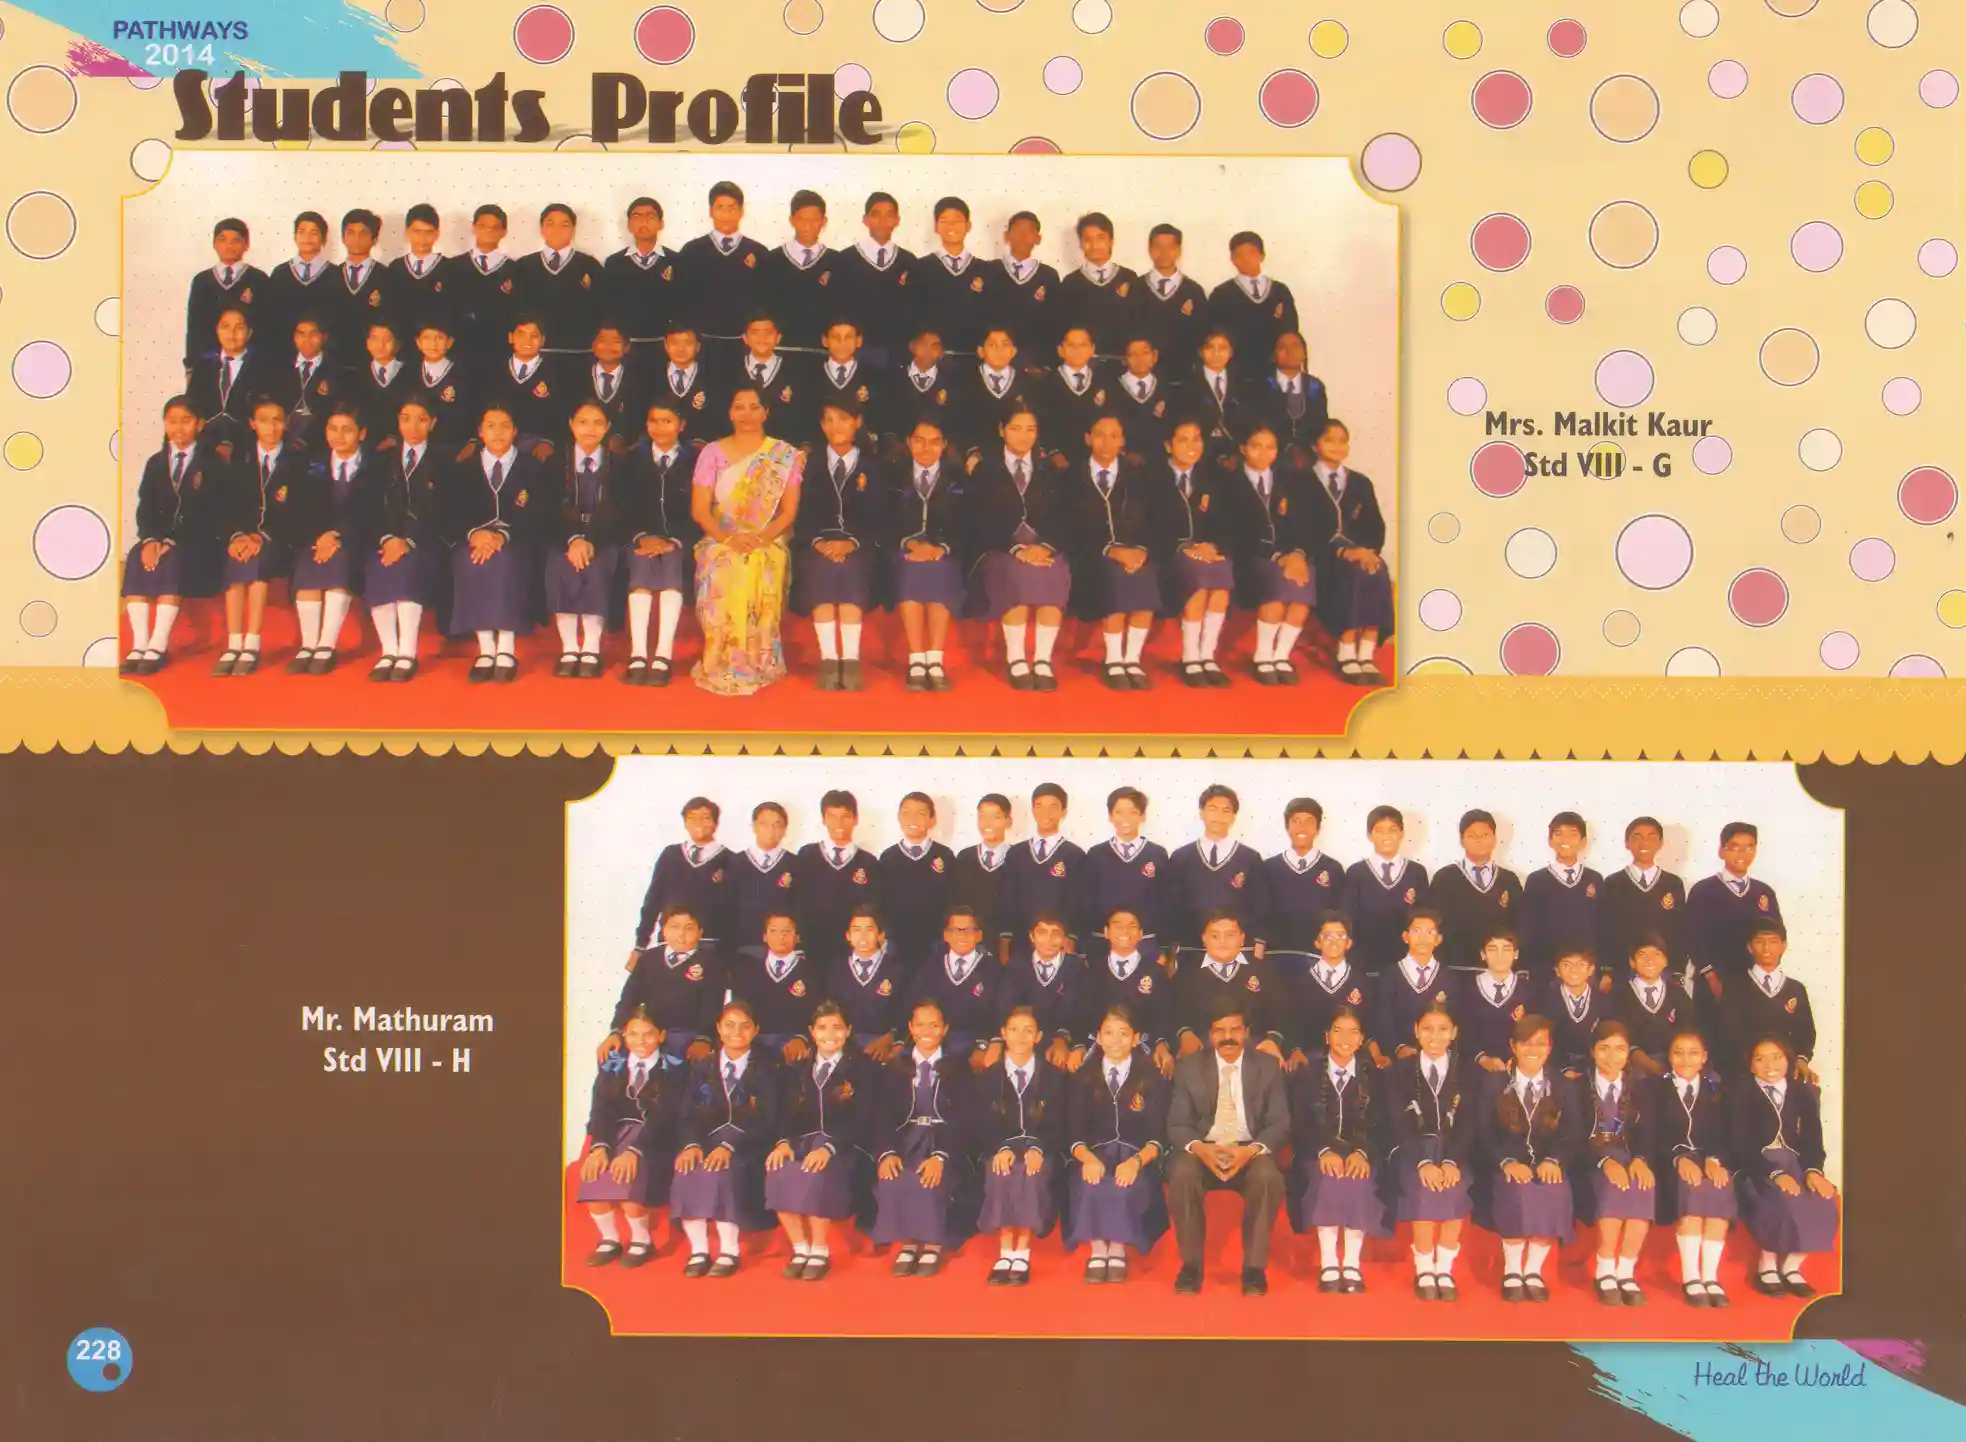 PATHWAYS
2014
Students Profile
Mrs. Malkit Kaur
Std VIII - G
Mr. Mathuram
Std VIII - H
228
Heal the World